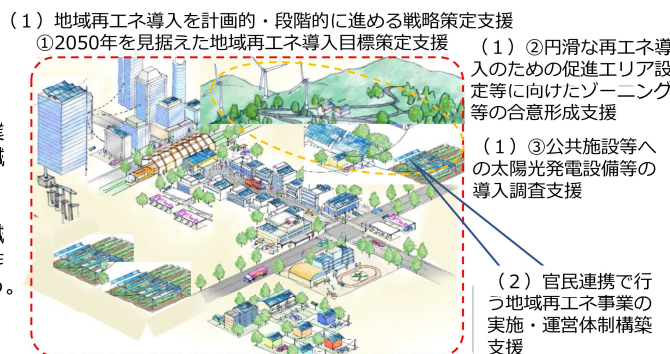 （1）地域再エネ導入を計画的・段階的に進める戦略策定支援
①2050年を見据えた地域再エネ導入目標策定支援
（1）②円滑な再エネ導
入のための促進エリア設
定等に向けたゾーニング
等の合意形成支援
（1）③公共施設等へ
の太陽光発電設備等の
導入調査支援
（2）官民連携で行
う地域再エネ事業の
実施・運営体制構築
支援